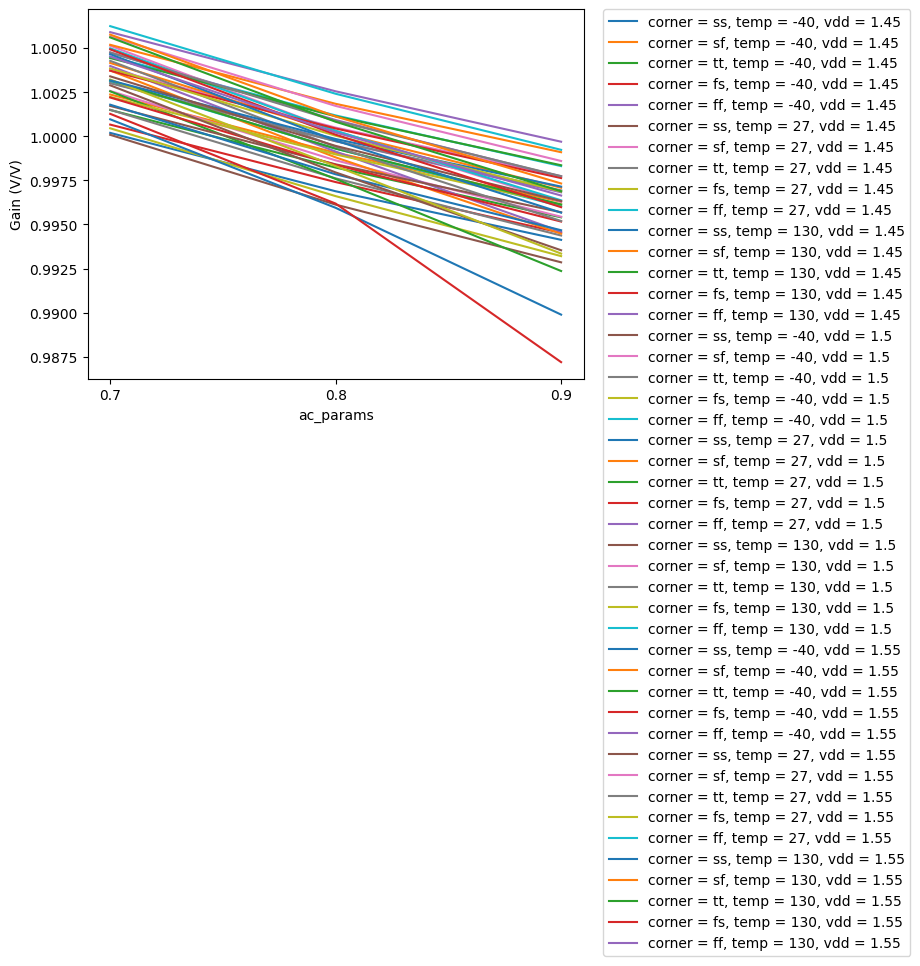 1.0050
1.0025
1.0000
0.9975
0.9950
0.9925
0.9900
0.9875
Gain (V/V)
0.7
0.8
0.9
ac_params
corner = ss, temp = -40, vdd = 1.45
corner = sf, temp = -40, vdd = 1.45
corner = tt, temp = -40, vdd = 1.45
corner = fs, temp = -40, vdd = 1.45
corner = ff, temp = -40, vdd = 1.45
corner = ss, temp = 27, vdd = 1.45
corner = sf, temp = 27, vdd = 1.45
corner = tt, temp = 27, vdd = 1.45
corner = fs, temp = 27, vdd = 1.45
corner = ff, temp = 27, vdd = 1.45
corner = ss, temp = 130, vdd = 1.45
corner = sf, temp = 130, vdd = 1.45
corner = tt, temp = 130, vdd = 1.45
corner = fs, temp = 130, vdd = 1.45
corner = ff, temp = 130, vdd = 1.45
corner = ss, temp = -40, vdd = 1.5
corner = sf, temp = -40, vdd = 1.5
corner = tt, temp = -40, vdd = 1.5
corner = fs, temp = -40, vdd = 1.5
corner = ff, temp = -40, vdd = 1.5
corner = ss, temp = 27, vdd = 1.5
corner = sf, temp = 27, vdd = 1.5
corner = tt, temp = 27, vdd = 1.5
corner = fs, temp = 27, vdd = 1.5
corner = ff, temp = 27, vdd = 1.5
corner = ss, temp = 130, vdd = 1.5
corner = sf, temp = 130, vdd = 1.5
corner = tt, temp = 130, vdd = 1.5
corner = fs, temp = 130, vdd = 1.5
corner = ff, temp = 130, vdd = 1.5
corner = ss, temp = -40, vdd = 1.55
corner = sf, temp = -40, vdd = 1.55
corner = tt, temp = -40, vdd = 1.55
corner = fs, temp = -40, vdd = 1.55
corner = ff, temp = -40, vdd = 1.55
corner = ss, temp = 27, vdd = 1.55
corner = sf, temp = 27, vdd = 1.55
corner = tt, temp = 27, vdd = 1.55
corner = fs, temp = 27, vdd = 1.55
corner = ff, temp = 27, vdd = 1.55
corner = ss, temp = 130, vdd = 1.55
corner = sf, temp = 130, vdd = 1.55
corner = tt, temp = 130, vdd = 1.55
corner = fs, temp = 130, vdd = 1.55
corner = ff, temp = 130, vdd = 1.55